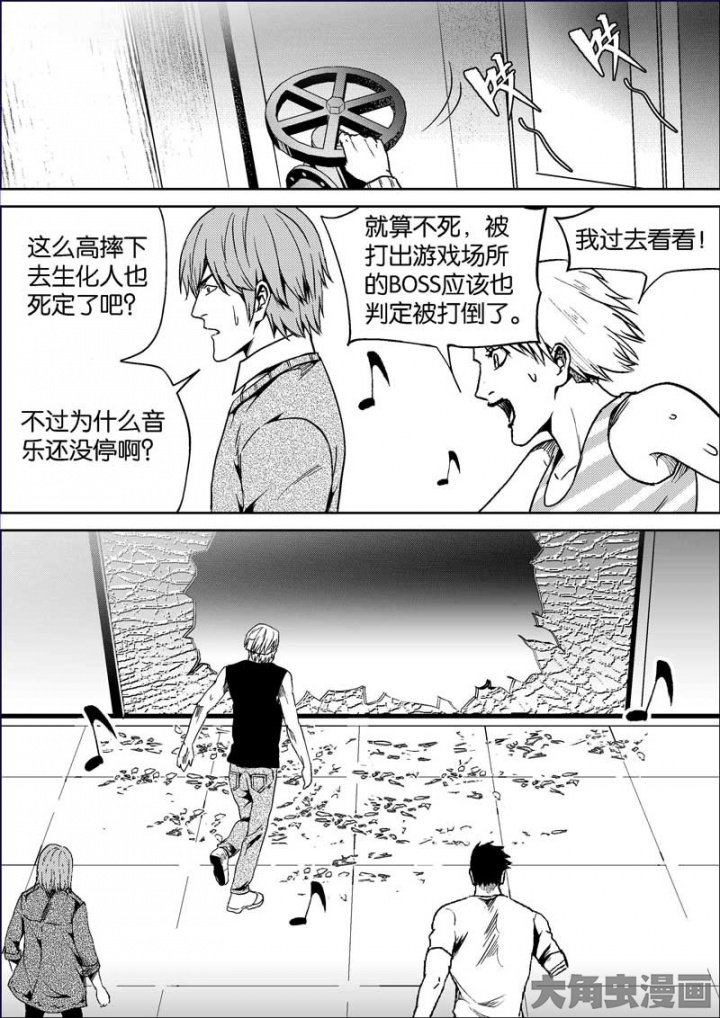 吱
吱
这么高摔下
去生化人也
死定了吧？
不过为什么音
乐还没停啊？
就算不死，被
打出游戏场所
的BOSS应该也
判定被打倒了。
我过去看看！
大角虫漫画